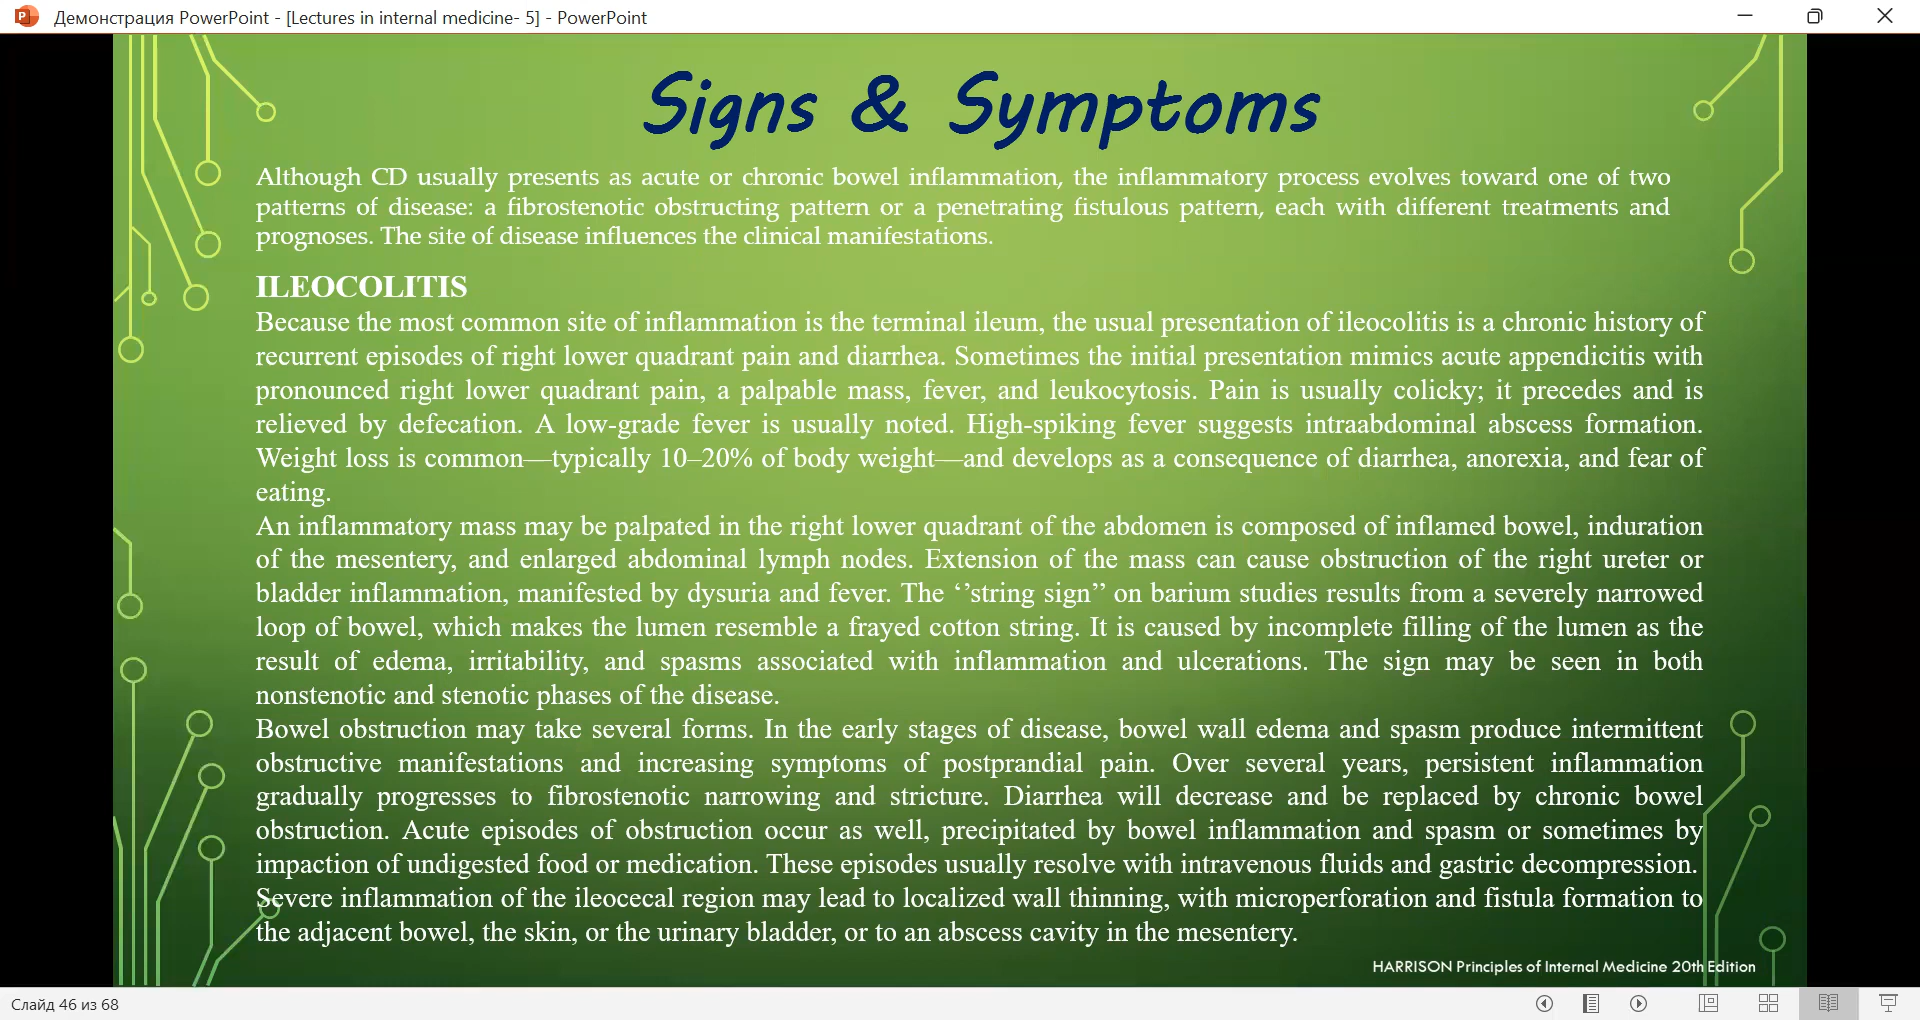 Демонстрация PowerPoint - [Lectures in internal medicine- 5] - PowerPoint
Signs & Symptoms
Although CD usually presents as acute or chronic bowel inflammation, the inflammatory process evolves toward one of two
patterns of disease: a fibrostenotic obstructing pattern or a penetrating fistulous pattern, each with different treatments and
prognoses. The site of disease influences the clinical manifestations.
ILEOCOLITIS
Because the most common site of inflammation is the terminal ileum, the usual presentation of ileocolitis is a chronic history of
recurrent episodes of right lower quadrant pain and diarrhea. Sometimes the initial presentation mimics acute appendicitis with
pronounced right lower quadrant pain, a palpable mass, fever, and leukocytosis. Pain is usually colicky; it precedes and is
relieved by defecation. A low-grade fever is usually noted. High-spiking fever suggests intraabdominal abscess formation.
Weight loss is common—typically 10–20% of body weight—and develops as a consequence of diarrhea, anorexia, and fear of
eating.
An inflammatory mass may be palpated in the right lower quadrant of the abdomen is composed of inflamed bowel, induration
of the mesentery, and enlarged abdominal lymph nodes. Extension of the mass can cause obstruction of the right ureter or
bladder inflammation, manifested by dysuria and fever. The ‘’string sign’’ on barium studies results from a severely narrowed
loop of bowel, which makes the lumen resemble a frayed cotton string. It is caused by incomplete filling of the lumen as the
result of edema, irritability, and spasms associated with inflammation and ulcerations. The sign may be seen in both
nonstenotic and stenotic phases of the disease.
Bowel obstruction may take several forms. In the early stages of disease, bowel wall edema and spasm produce intermittent
obstructive manifestations and increasing symptoms of postprandial pain. Over several years, persistent inflammation
gradually progresses to fibrostenotic narrowing and stricture. Diarrhea will decrease and be replaced by chronic bowel
obstruction. Acute episodes of obstruction occur as well, precipitated by bowel inflammation and spasm or sometimes by
impaction of undigested food or medication. These episodes usually resolve with intravenous fluids and gastric decompression.
Severe inflammation of the ileocecal region may lead to localized wall thinning, with microperforation and fistula formation to
the adjacent bowel, the skin, or the urinary bladder, or to an abscess cavity in the mesentery.
HARRISON Principles of Internal Medicine 20th Edition
Слайд 46 из 68